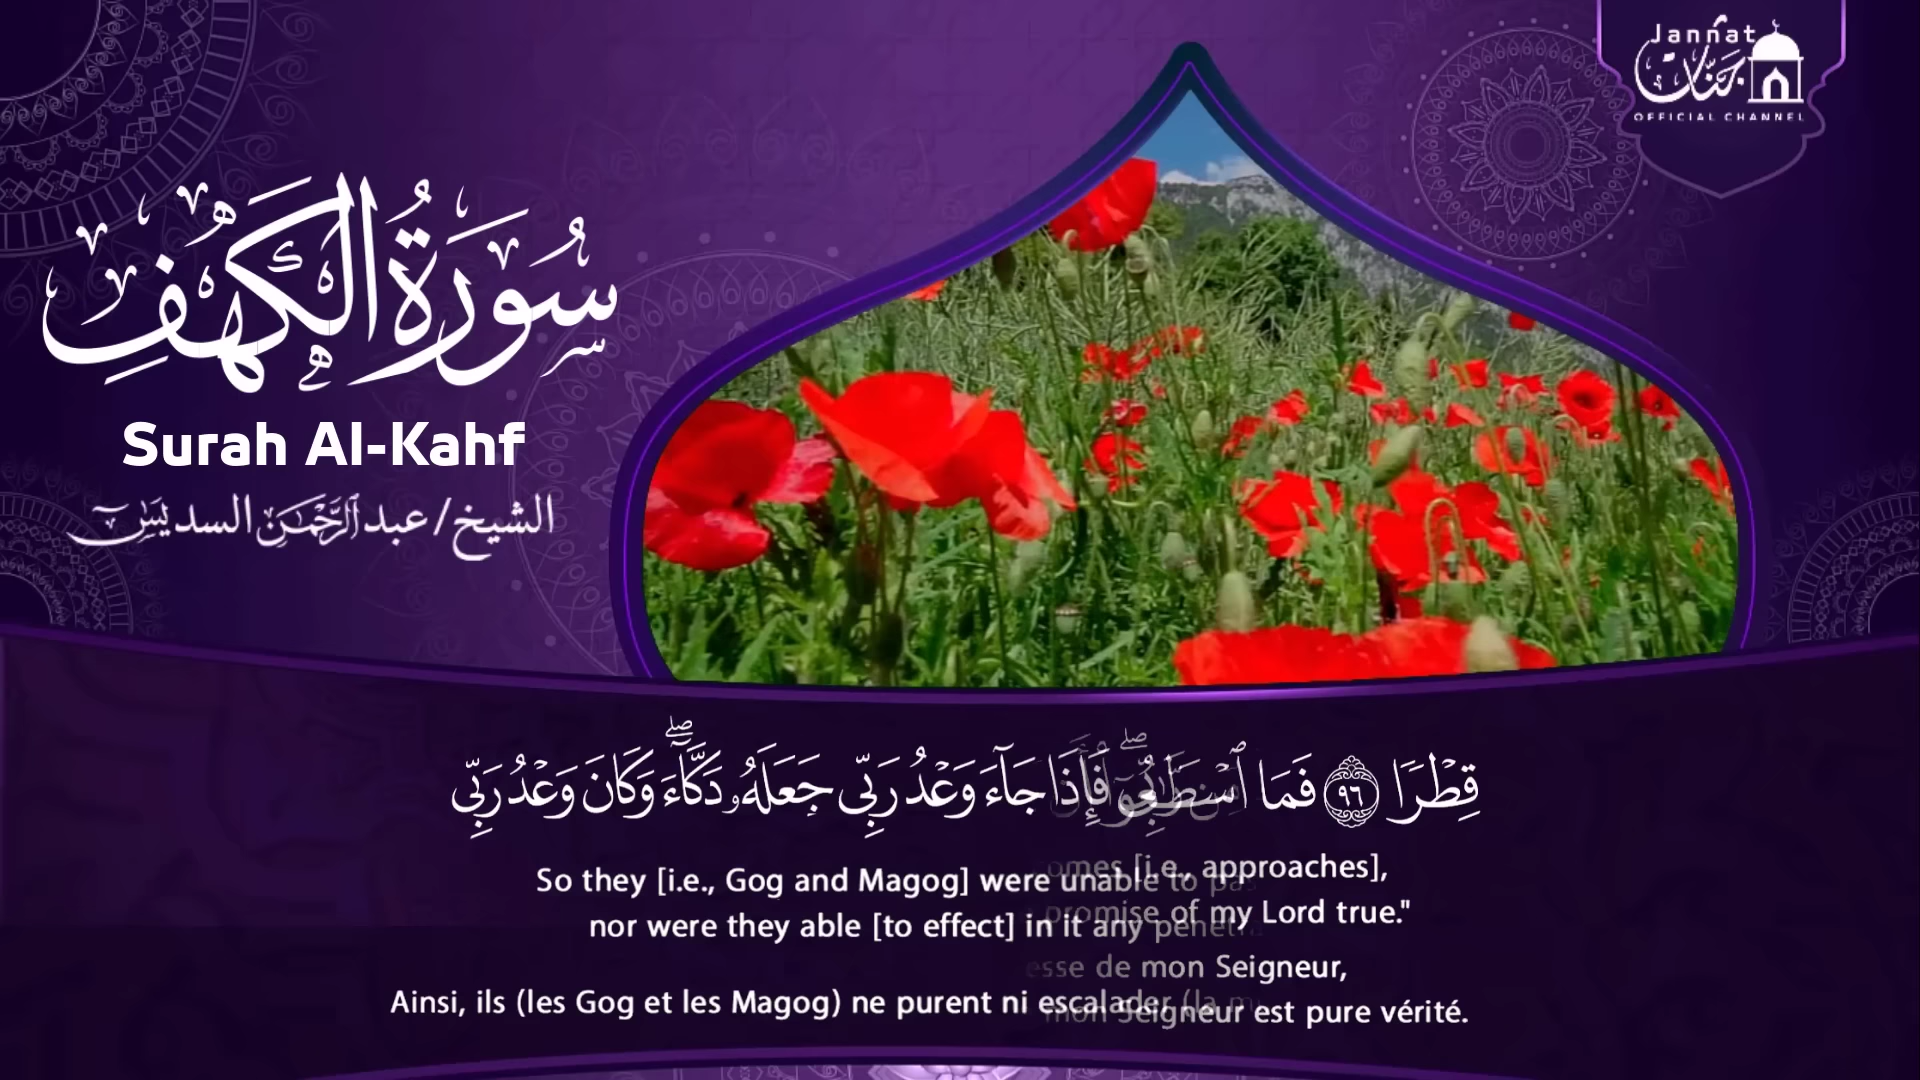 Jannat
جنات
OFFICIAL CHANNEL
سُورَةُ الكَهْفِ
Surah Al-Kahf
الشيخ/عبد الرحمن السديس
قِطْرًا ٩٦ فَمَا فَإِذَا جَآءَ وَعْدُ رَبِّى جَعَلَهُۥ دَكَّآءَ ۖ وَكَانَ وَعْدُ رَبِّى
So they [i.e., Gog and Magog] were unable to
[i.e., approaches],
nor were they able [to effect] in it any
promise of my Lord true."
de mon Seigneur,
Ainsi, ils (les Gog et les Magog) ne purent ni escalader (la
mon Seigneur est pure vérité.